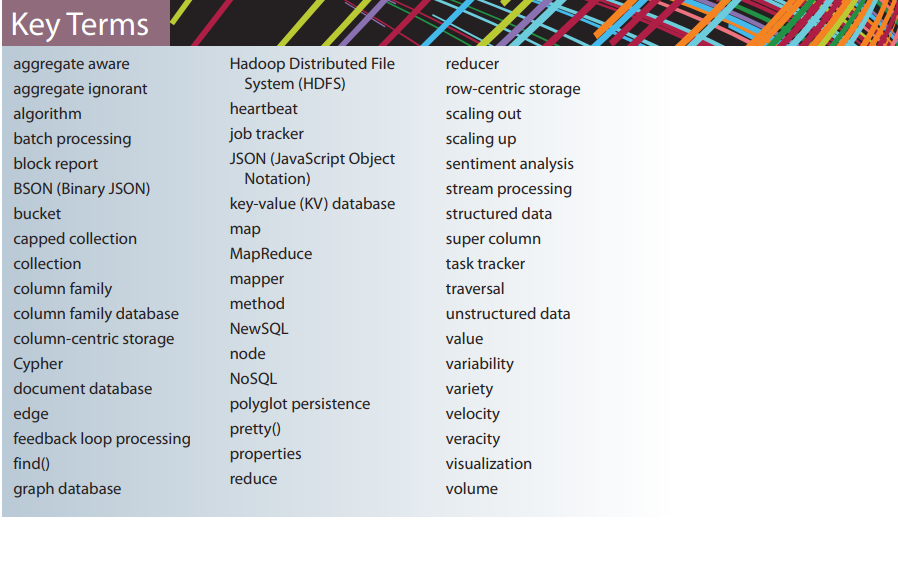 Key Terms
aggregate aware
aggregate ignorant
algorithm
batch processing
block report
BSON (Binary JSON)
bucket
capped collection
collection
column family
column family database
column-centric storage
Cypher
document database
edge
feedback loop processing
find()
graph database
Hadoop Distributed File
System (HDFS)
heartbeat
job tracker
JSON (JavaScript Object
Notation)
key-value (KV) database
map
MapReduce
mapper
method
NewSQL
node
NoSQL
polyglot persistence
pretty()
properties
reduce
reducer
row-centric storage
scaling out
scaling up
sentiment analysis
stream processing
structured data
super column
task tracker
traversal
unstructured data
value
variability
variety
velocity
veracity
visualization
volume